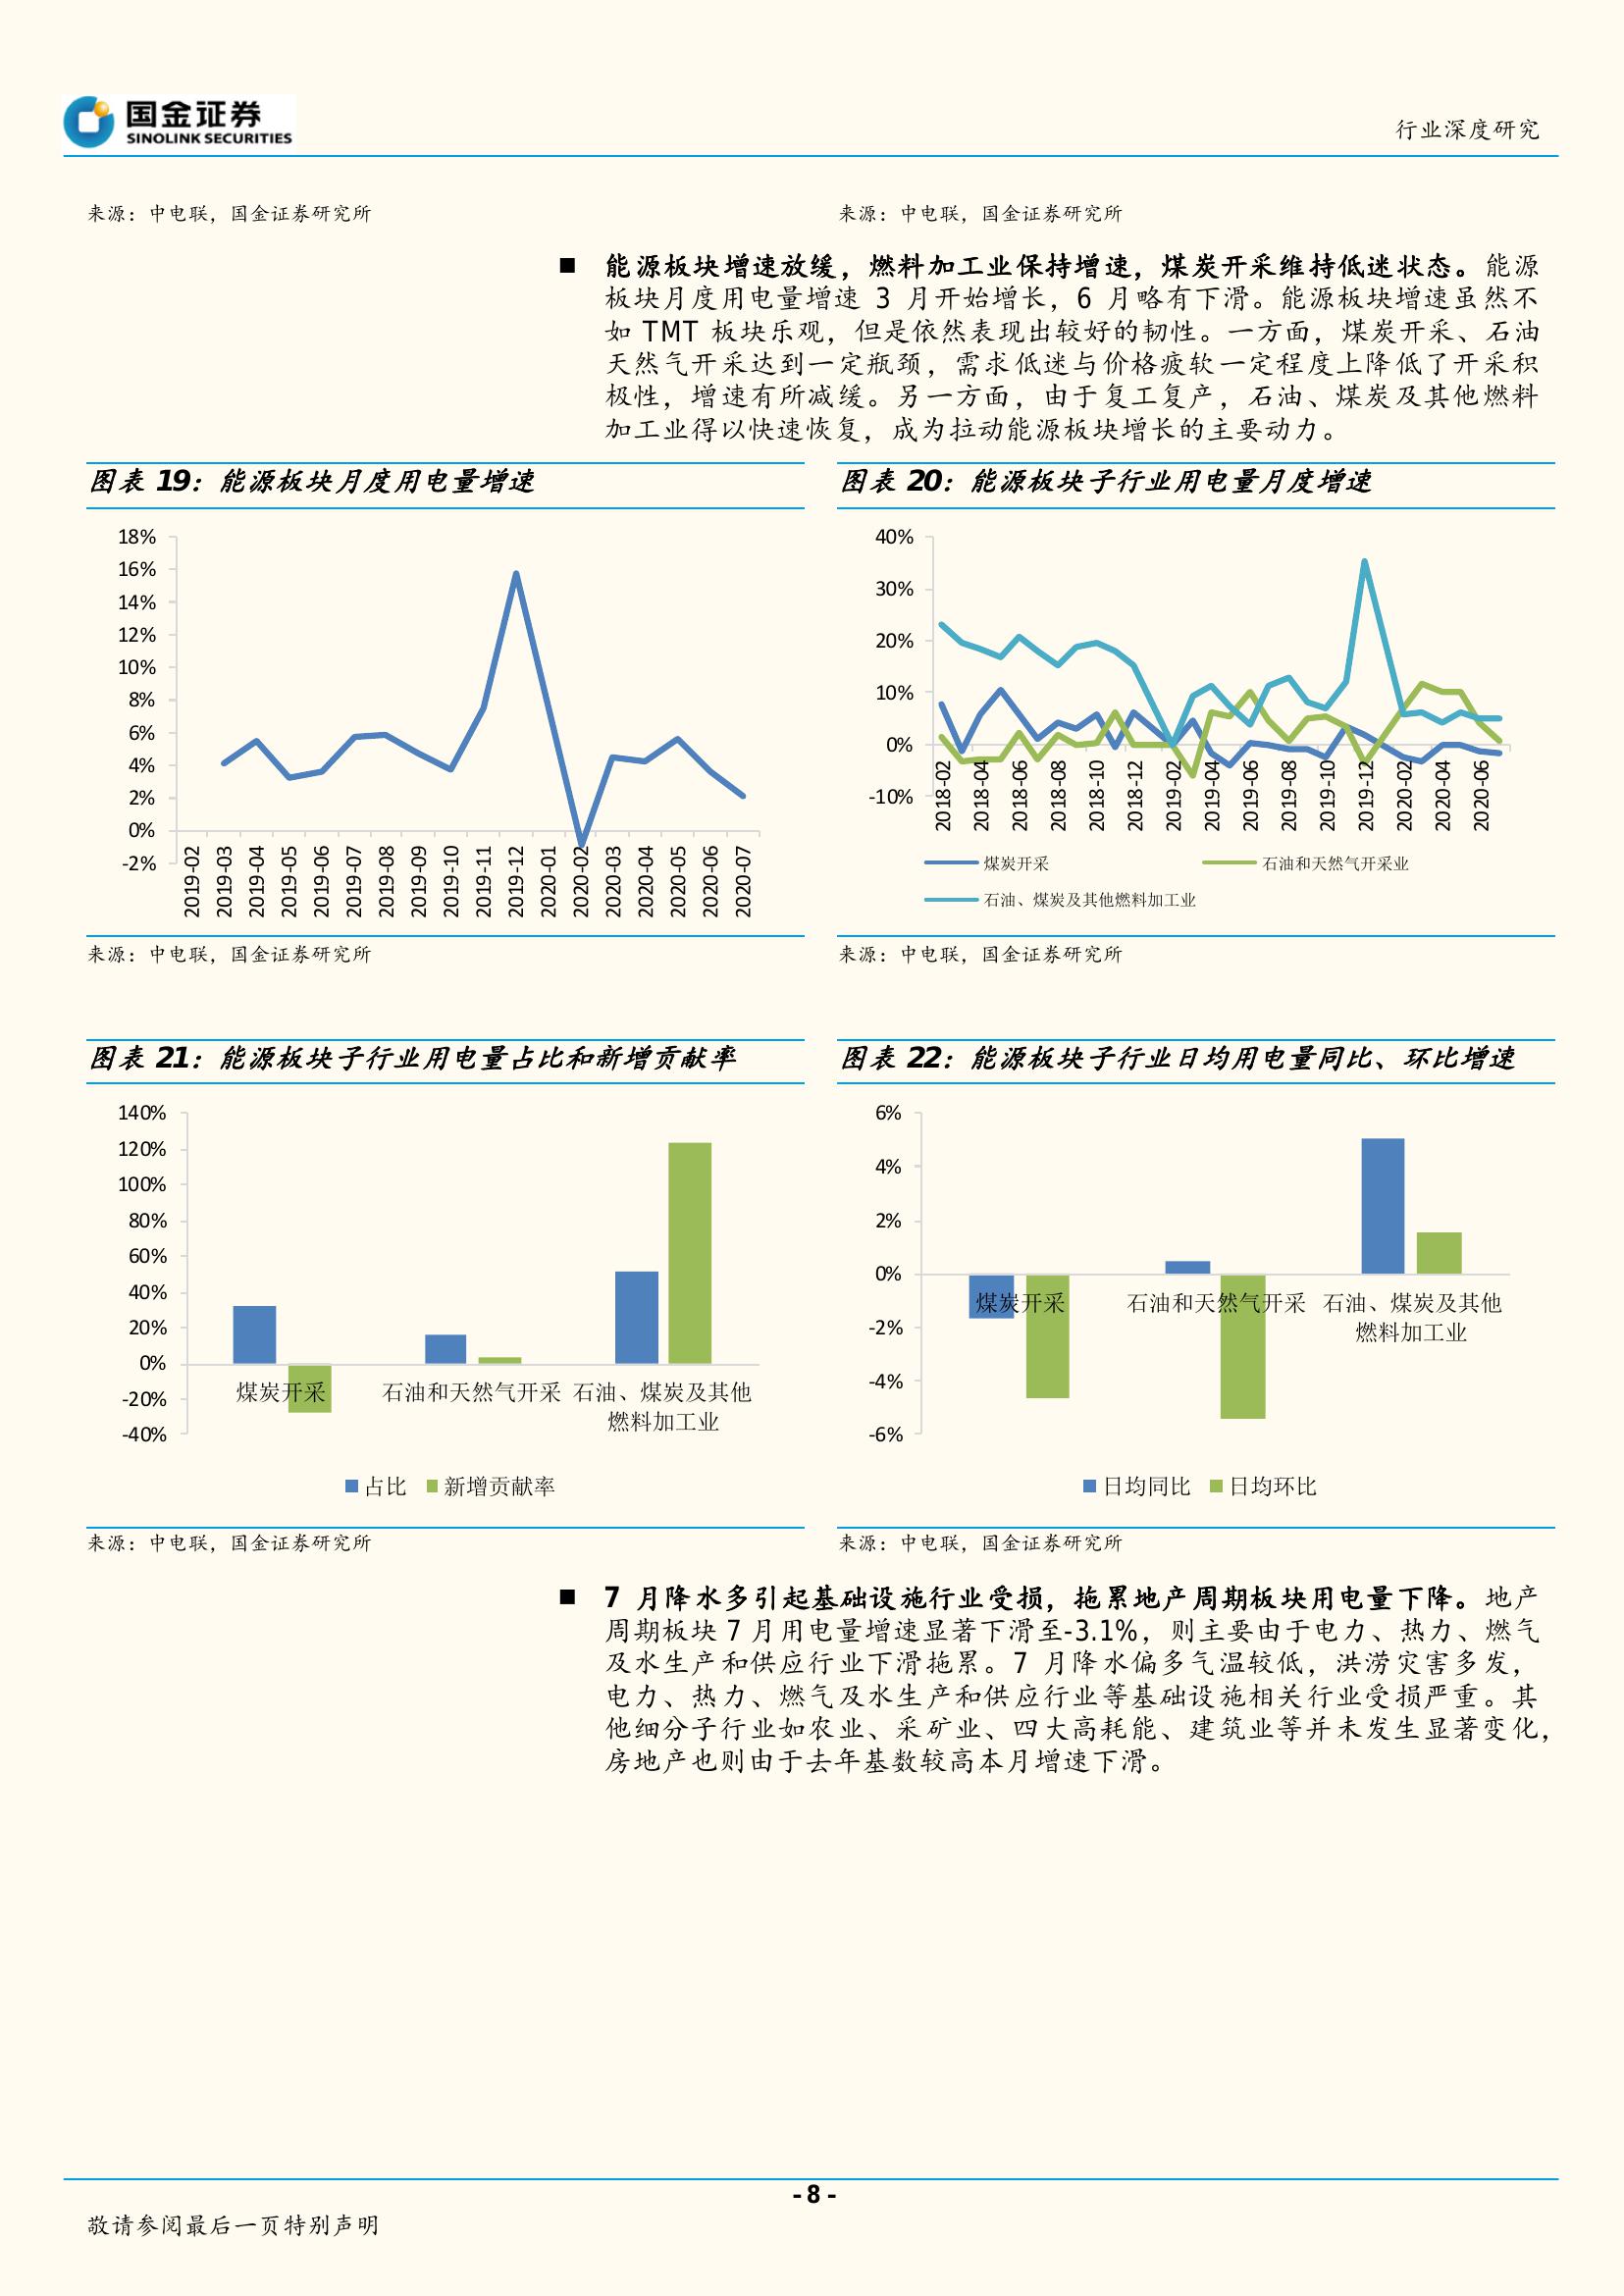 国金证券
SINOLINK SECURITIES
行业深度研究
来源：中电联，国金证券研究所
来源：中电联，国金证券研究所
■ 能源板块增速放缓，燃料加工业保持增速，煤炭开采维持低迷状态。能源
板块月度用电量增速 3 月开始增长，6 月略有下滑。能源板块增速虽然不
如 TMT 板块乐观，但是依然表现出较好的韧性。一方面，煤炭开采、石油
天然气开采达到一定瓶颈，需求低迷与价格疲软一定程度上降低了开采积
极性，增速有所减缓。另一方面，由于复工复产，石油、煤炭及其他燃料
加工业得以快速恢复，成为拉动能源板块增长的主要动力。
图表 19：能源板块月度用电量增速
18%
16%
14%
12%
10%
8%
6%
4%
2%
0%
-2%
2019-02
2019-03
2019-04
2019-05
2019-06
2019-07
2019-08
2019-09
2019-10
2019-11
2019-12
2020-01
2020-02
2020-03
2020-04
2020-05
2020-06
2020-07
来源：中电联，国金证券研究所
图表 20：能源板块子行业用电量月度增速
40%
30%
20%
10%
0%
-10%
2018-02
2018-04
2018-06
2018-08
2018-10
2018-12
2019-02
2019-04
2019-06
2019-08
2019-10
2019-12
2020-02
2020-04
2020-06
煤炭开采
石油和天然气开采业
石油、煤炭及其他燃料加工业
来源：中电联，国金证券研究所
图表 21：能源板块子行业用电量占比和新增贡献率
140%
120%
100%
80%
60%
40%
20%
0%
-20%
-40%
煤炭开采
石油和天然气开采
石油、煤炭及其他
燃料加工业
占比
新增贡献率
来源：中电联，国金证券研究所
图表 22：能源板块子行业日均用电量同比、环比增速
6%
4%
2%
0%
-2%
-4%
-6%
煤炭开采
石油和天然气开采
石油、煤炭及其他
燃料加工业
日均同比
日均环比
来源：中电联，国金证券研究所
■ 7 月降水多引起基础设施行业受损，拖累地产周期板块用电量下降。地产
周期板块 7 月用电量增速显著下滑至-3.1%，则主要由于电力、热力、燃气
及水生产和供应行业下滑拖累。7 月降水偏多气温较低，洪涝灾害多发，
电力、热力、燃气及水生产和供应行业等基础设施相关行业受损严重。其
他细分子行业如农业、采矿业、四大高耗能、建筑业等并未发生显著变化，
房地产也则由于去年基数较高本月增速下滑。
- 8 -
敬请参阅最后一页特别声明